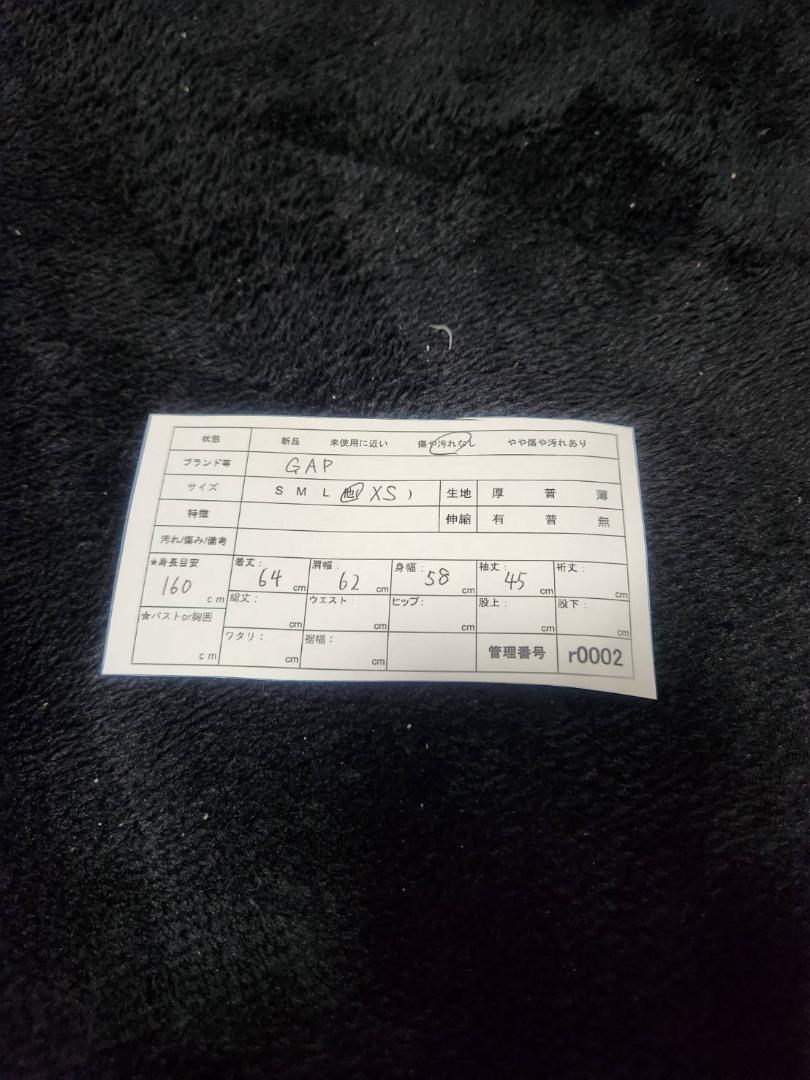 状態 新品 未使用に近い 傷や汚れなし やや傷や汚れあり
ブランド等 GAP
サイズ S M L 他( XS ) 生地 厚 普 薄
特徴 伸縮 有 普 無
汚れ/傷み/備考
★身長目安 160 cm 着丈: 64 cm 肩幅: 62 cm 身幅: 58 cm 袖丈: 45 cm 裄丈: cm
総丈: cm ウエスト: cm ヒップ: cm 股上: cm 股下: cm
★バストor胸囲 cm ワタリ: cm 裾幅: cm 管理番号 r0002